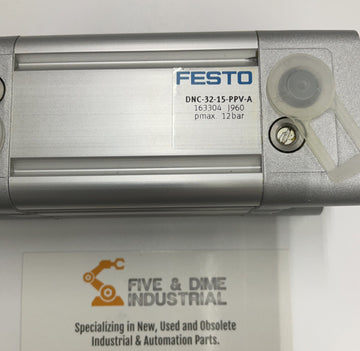 FESTO
DNC-32-15-PPV-A
163304 J960
pmax 12bar
FIVE & DIME
INDUSTRIAL
Specializing in New, Used and Obsolete
Industrial & Automation Parts.